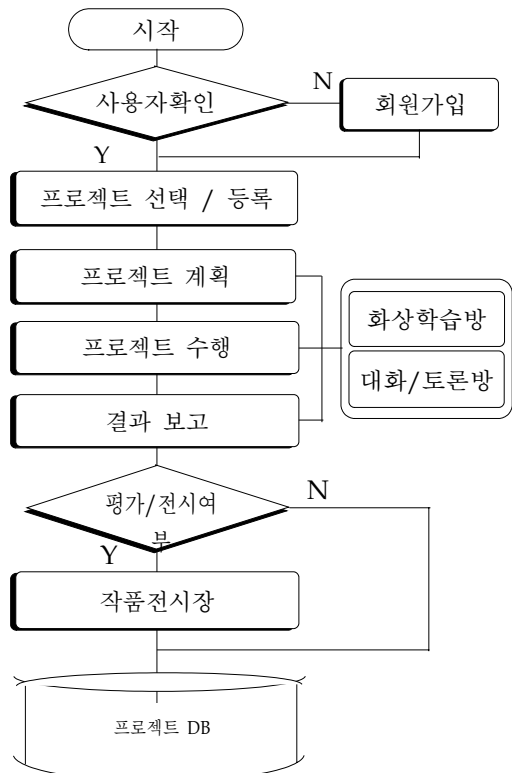 시작
사용자확인
N
회원가입
Y
프로젝트 선택 / 등록
프로젝트 계획
화상학습방
프로젝트 수행
대화/토론방
결과 보고
평가/전시여
부
N
Y
작품전시장
프로젝트 DB